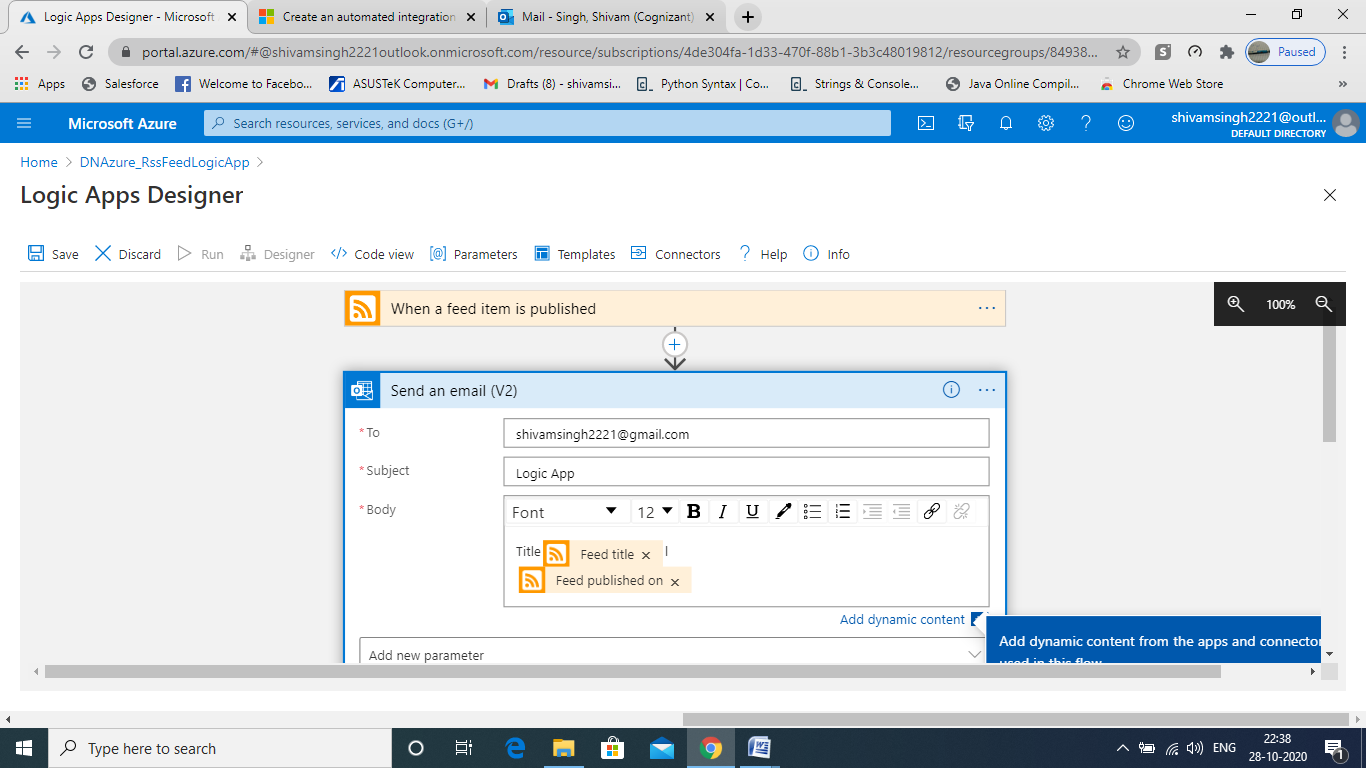 Logic Apps Designer - Microsoft
Create an automated integration
Mail - Singh, Shivam (Cognizant)
portal.azure.com/#@shivamsingh2221outlook.onmicrosoft.com/resource/subscriptions/4de304fa-1d33-470f-88b1-3b3c48019812/resourcegroups/84938...
Paused
Apps
Salesforce
Welcome to Facebo...
ASUSTeK Computer...
Drafts (8) - shivamsi...
Python Syntax | Co...
Strings & Console...
Java Online Compil...
Chrome Web Store
Microsoft Azure
Search resources, services, and docs (G+/)
shivamsingh2221@outl...
DEFAULT DIRECTORY
Home > DNAzure_RssFeedLogicApp >
Logic Apps Designer
Save
Discard
Run
Designer
Code view
Parameters
Templates
Connectors
Help
Info
When a feed item is published
100%
Send an email (V2)
* To
shivamsingh2221@gmail.com
* Subject
Logic App
* Body
Font
12
B I U
Title Feed title × l
Feed published on ×
Add dynamic content
Add dynamic content from the apps and connector
used in this flow
Add new parameter
Type here to search
ENG
22:38
28-10-2020
1